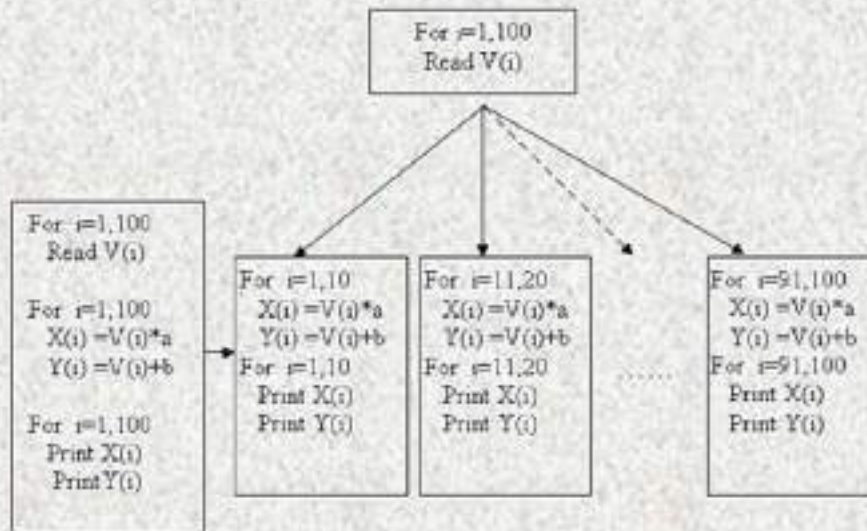 For i=1,100
Read V(i)
For i=1,100
Read V(i)
For i=1,100
X(i) =V(i)*a
Y(i) =V(i)+b
For i=1,100
Print X(i)
Print Y(i)
For i=1,10
X(i) =V(i)*a
Y(i) =V(i)+b
For i=1,10
Print X(i)
Print Y(i)
For i=11,20
X(i) =V(i)*a
Y(i) =V(i)+b
For i=11,20
Print X(i)
Print Y(i)
......
For i=91,100
X(i) =V(i)*a
Y(i) =V(i)+b
For i=91,100
Print X(i)
Print Y(i)